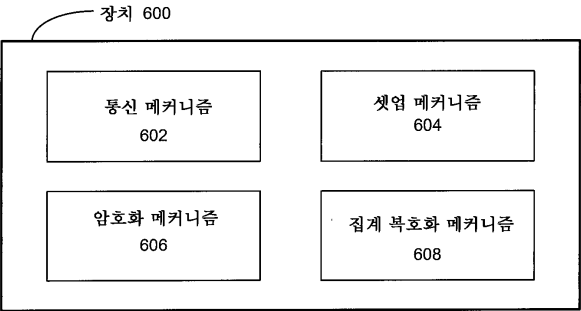 장치 600
통신 메커니즘
602
셋업 메커니즘
604
암호화 메커니즘
606
집계 복호화 메커니즘
608